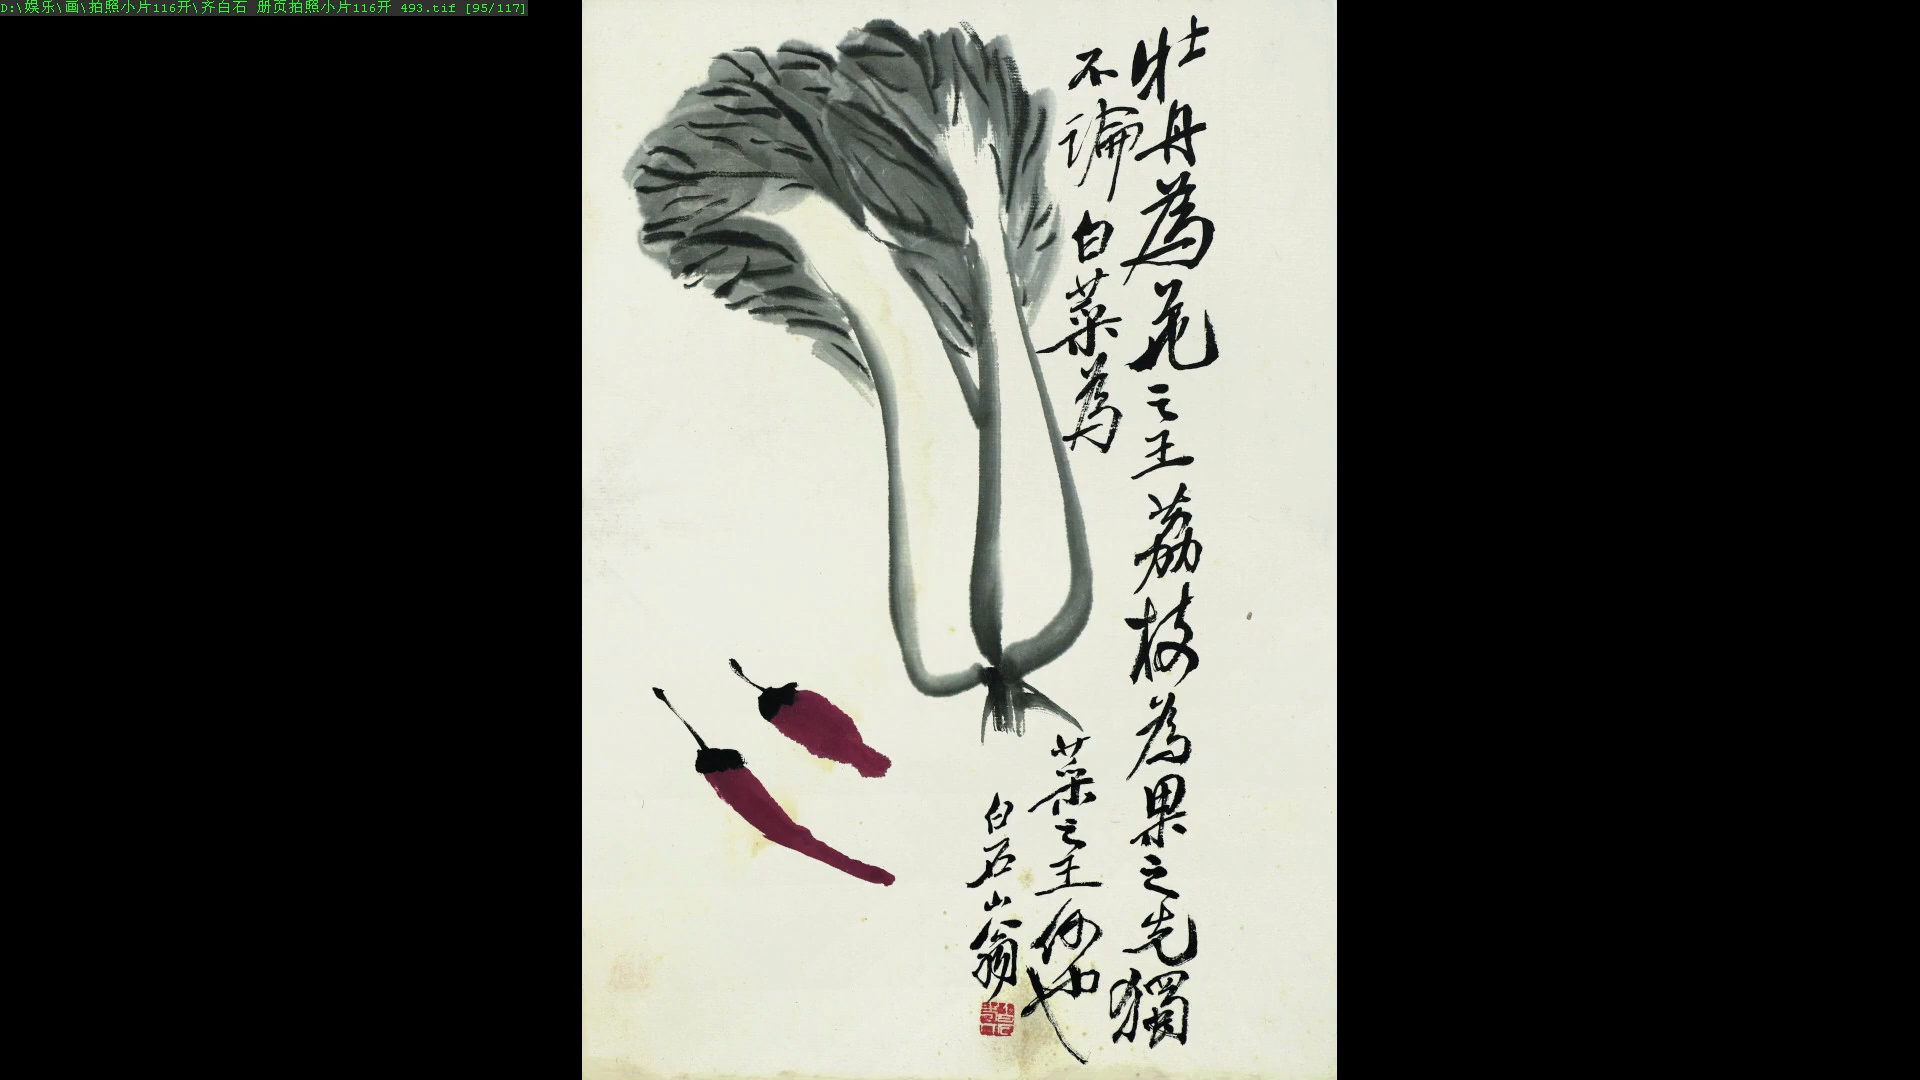 D:\娱乐\画\拍照小片116开\齐白石 册页拍照小片116开 493.tif [95/117]
牡丹為花之王荔枝為果之先獨
不論白菜為
菜之王何也
白石山翁